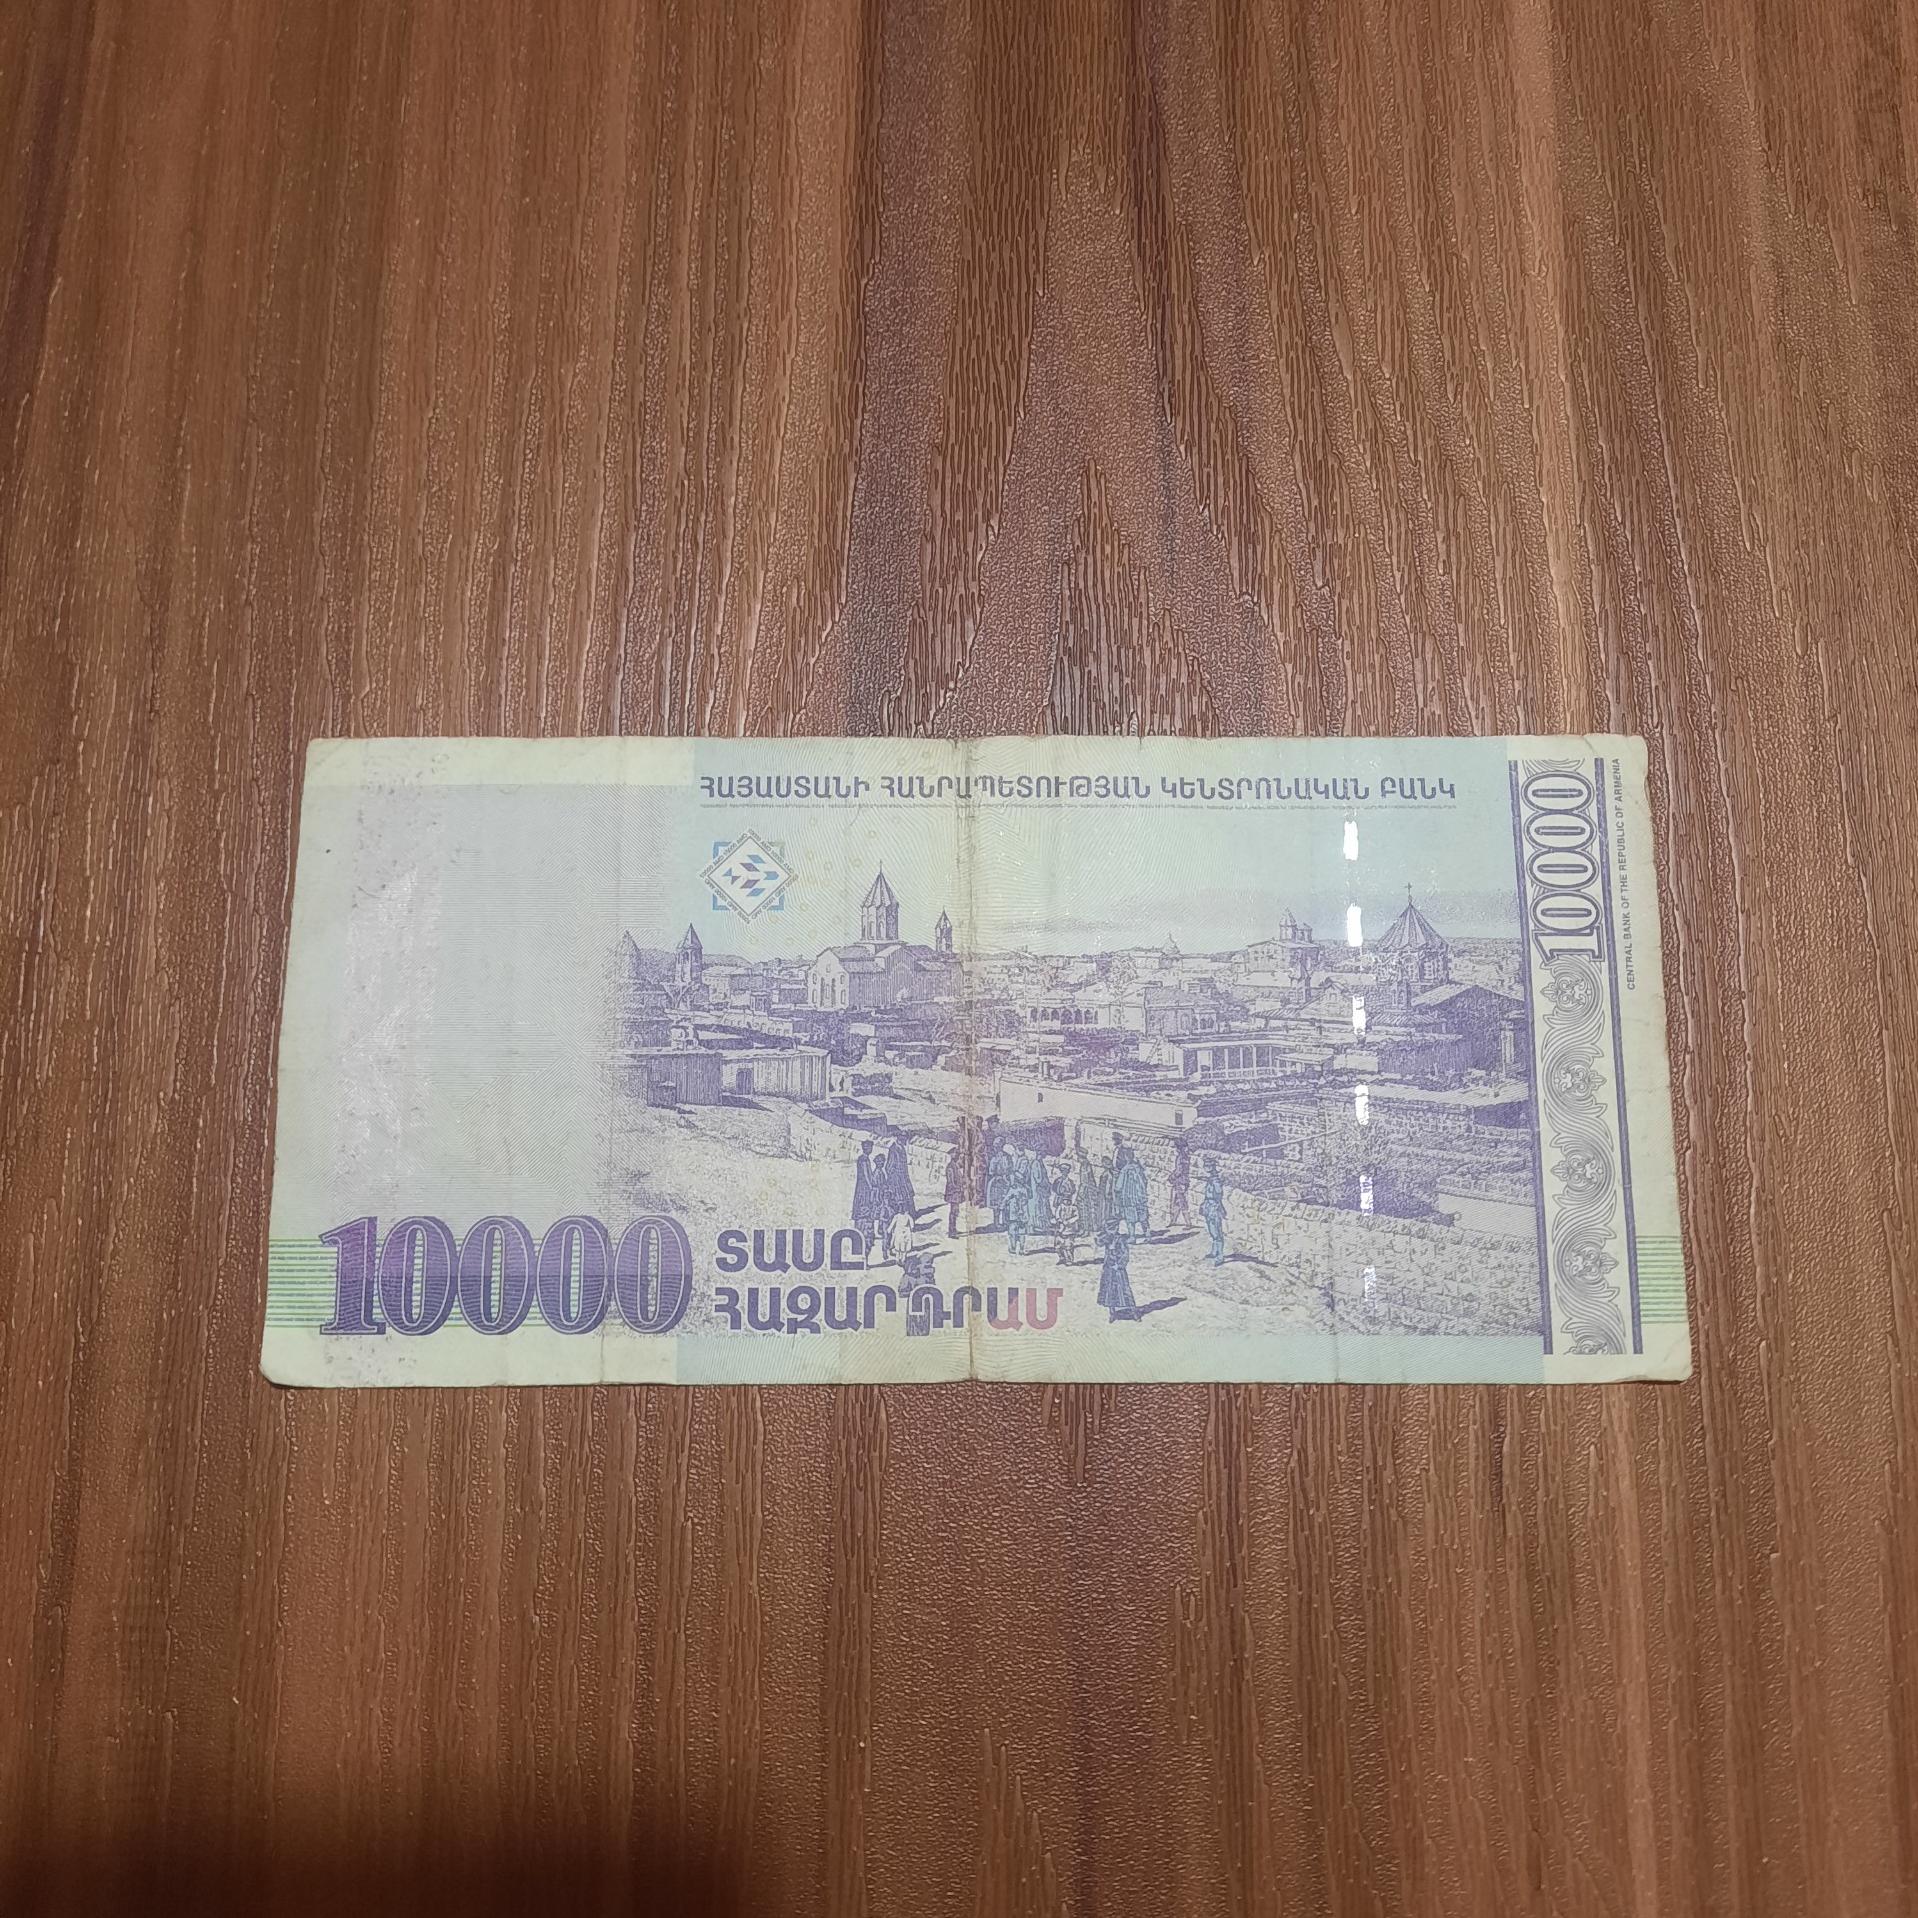 ՀԱՅԱՍՏԱՆԻ ՀԱՆՐԱՊԵՏՈՒԹՅԱՆ ԿԵՆՏՐՈՆԱԿԱՆ ԲԱՆԿ
10000
CENTRAL BANK OF THE REPUBLIC OF ARMENIA
10000
ՏԱՍԸ
ՀԱԶԱՐ ԴՐԱՄ